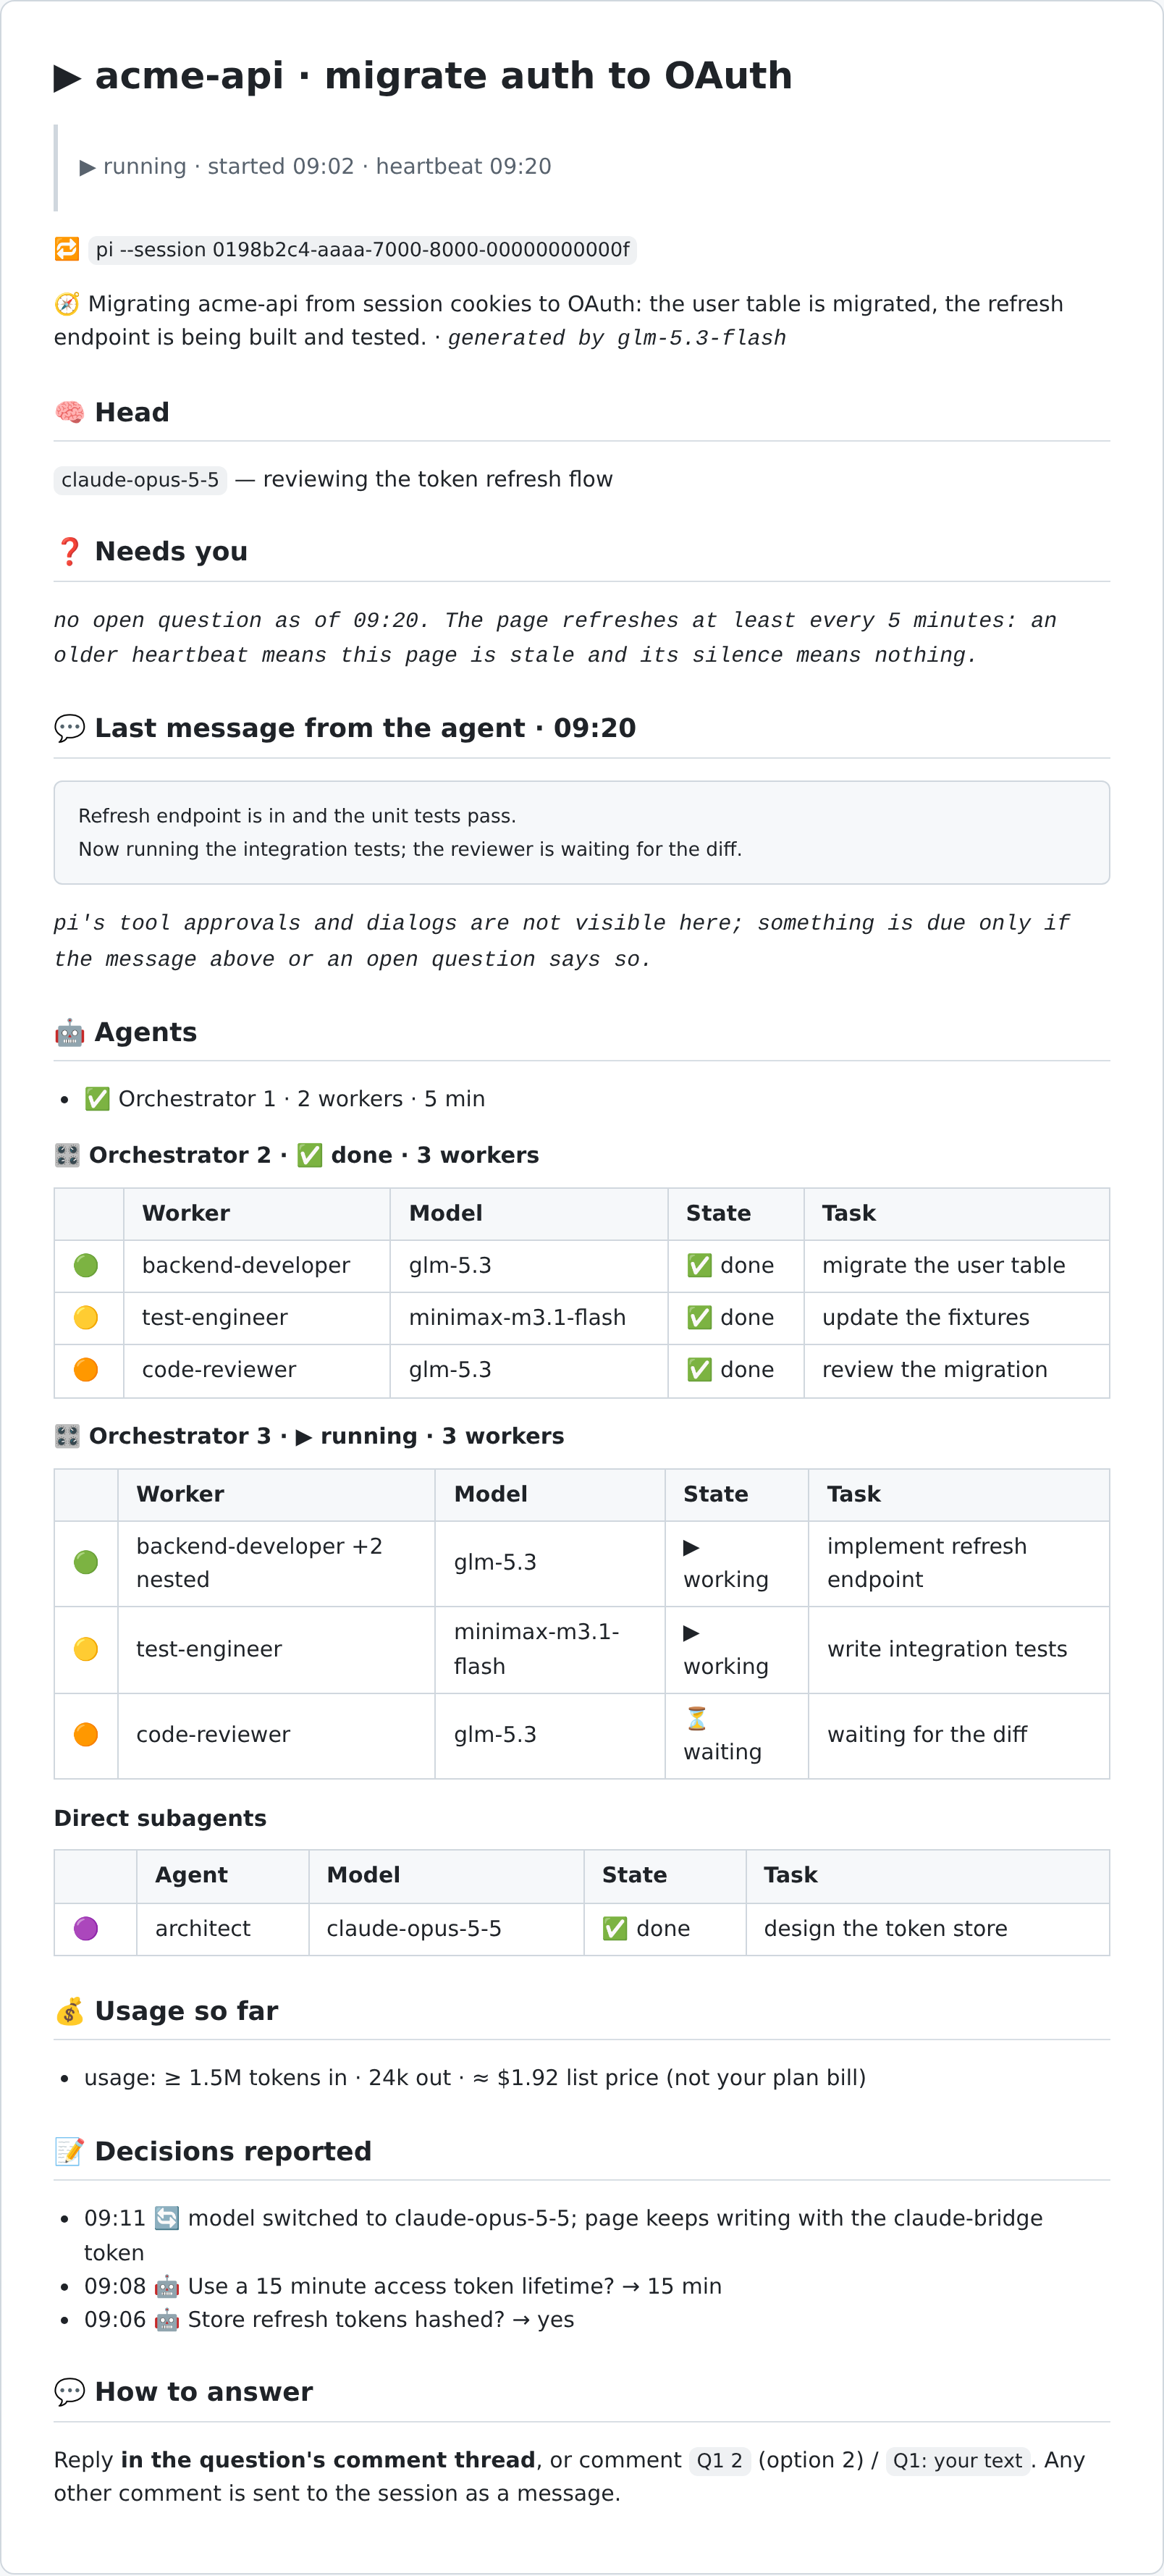 ▶ acme-api · migrate auth to OAuth
▶ running · started 09:02 · heartbeat 09:20
🔁 pi --session 0198b2c4-aaaa-7000-8000-00000000000f
🧭 Migrating acme-api from session cookies to OAuth: the user table is migrated, the refresh
endpoint is being built and tested. · generated by glm-5.3-flash
🧠 Head
claude-opus-5-5 — reviewing the token refresh flow
❓ Needs you
no open question as of 09:20. The page refreshes at least every 5 minutes: an
older heartbeat means this page is stale and its silence means nothing.
💬 Last message from the agent · 09:20
Refresh endpoint is in and the unit tests pass.
Now running the integration tests; the reviewer is waiting for the diff.
pi's tool approvals and dialogs are not visible here; something is due only if
the message above or an open question says so.
🤖 Agents
• ✅ Orchestrator 1 · 2 workers · 5 min
🎛 Orchestrator 2 · ✅ done · 3 workers
Worker Model State Task
🟢 backend-developer glm-5.3 ✅ done migrate the user table
🟡 test-engineer minimax-m3.1-flash ✅ done update the fixtures
🟠 code-reviewer glm-5.3 ✅ done review the migration
🎛 Orchestrator 3 · ▶ running · 3 workers
Worker Model State Task
🟢 backend-developer +2
nested
glm-5.3
▶
working
implement refresh
endpoint
🟡 test-engineer
minimax-m3.1-
flash
▶
working
write integration tests
🟠 code-reviewer
glm-5.3
⏳
waiting
waiting for the diff
Direct subagents
Agent Model State Task
🟣 architect claude-opus-5-5 ✅ done design the token store
💰 Usage so far
• usage: ≥ 1.5M tokens in · 24k out · ≈ $1.92 list price (not your plan bill)
📝 Decisions reported
• 09:11 🔄 model switched to claude-opus-5-5; page keeps writing with the claude-bridge
token
• 09:08 🤖 Use a 15 minute access token lifetime? → 15 min
• 09:06 🤖 Store refresh tokens hashed? → yes
💬 How to answer
Reply in the question's comment thread, or comment Q1 2 (option 2) / Q1: your text. Any
other comment is sent to the session as a message.